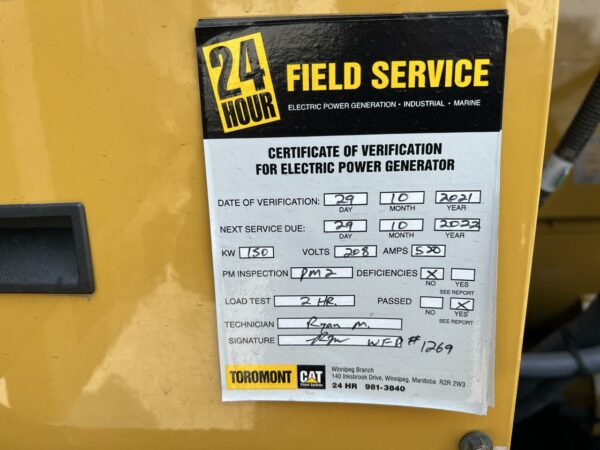 24
HOUR
FIELD SERVICE
ELECTRIC POWER GENERATION • INDUSTRIAL • MARINE
CERTIFICATE OF VERIFICATION
FOR ELECTRIC POWER GENERATOR
DATE OF VERIFICATION: 29 10 2021
DAY MONTH YEAR
NEXT SERVICE DUE: 29 10 2022
DAY MONTH YEAR
KW 150 VOLTS 208 AMPS 520
PM INSPECTION PM2 DEFICIENCIES X
NO YES
SEE REPORT
LOAD TEST 2 HR. PASSED X
NO YES
SEE REPORT
TECHNICIAN Ryan M.
SIGNATURE #1269
TOROMONT CAT
Power Systems
Winnipeg Branch
140 Inksbrook Drive, Winnipeg, Manitoba R2R 2W3
24 HR 981-3840